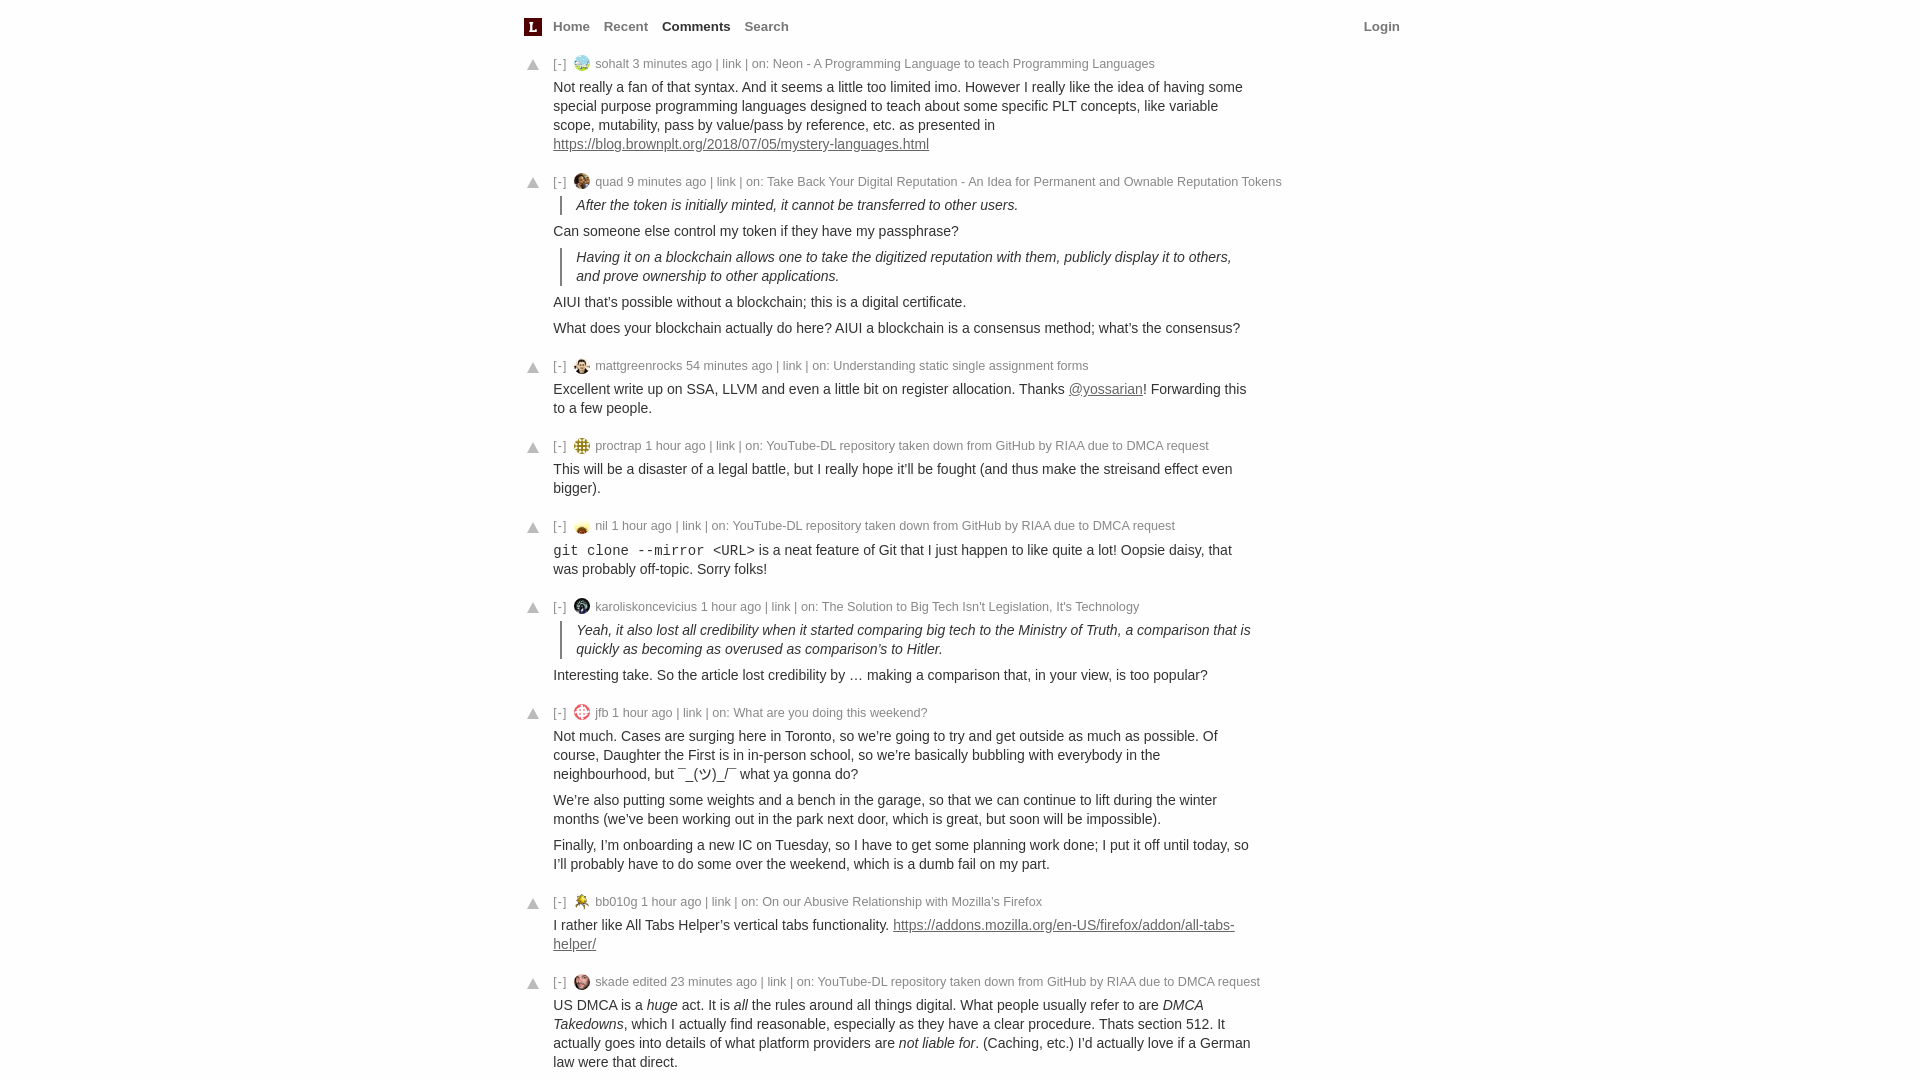 L Home Recent Comments Search Login
[-] sohalt 3 minutes ago | link | on: Neon - A Programming Language to teach Programming Languages
Not really a fan of that syntax. And it seems a little too limited imo. However I really like the idea of having some
special purpose programming languages designed to teach about some specific PLT concepts, like variable
scope, mutability, pass by value/pass by reference, etc. as presented in
https://blog.brownplt.org/2018/07/05/mystery-languages.html
[-] quad 9 minutes ago | link | on: Take Back Your Digital Reputation - An Idea for Permanent and Ownable Reputation Tokens
After the token is initially minted, it cannot be transferred to other users.
Can someone else control my token if they have my passphrase?
Having it on a blockchain allows one to take the digitized reputation with them, publicly display it to others,
and prove ownership to other applications.
AIUI that’s possible without a blockchain; this is a digital certificate.
What does your blockchain actually do here? AIUI a blockchain is a consensus method; what’s the consensus?
[-] mattgreenrocks 54 minutes ago | link | on: Understanding static single assignment forms
Excellent write up on SSA, LLVM and even a little bit on register allocation. Thanks @yossarian! Forwarding this
to a few people.
[-] proctrap 1 hour ago | link | on: YouTube-DL repository taken down from GitHub by RIAA due to DMCA request
This will be a disaster of a legal battle, but I really hope it’ll be fought (and thus make the streisand effect even
bigger).
[-] nil 1 hour ago | link | on: YouTube-DL repository taken down from GitHub by RIAA due to DMCA request
git clone --mirror <URL> is a neat feature of Git that I just happen to like quite a lot! Oopsie daisy, that
was probably off-topic. Sorry folks!
[-] karoliskoncevicius 1 hour ago | link | on: The Solution to Big Tech Isn't Legislation, It's Technology
Yeah, it also lost all credibility when it started comparing big tech to the Ministry of Truth, a comparison that is
quickly as becoming as overused as comparison’s to Hitler.
Interesting take. So the article lost credibility by … making a comparison that, in your view, is too popular?
[-] jfb 1 hour ago | link | on: What are you doing this weekend?
Not much. Cases are surging here in Toronto, so we’re going to try and get outside as much as possible. Of
course, Daughter the First is in in-person school, so we’re basically bubbling with everybody in the
neighbourhood, but ¯_(ツ)_/¯ what ya gonna do?
We’re also putting some weights and a bench in the garage, so that we can continue to lift during the winter
months (we’ve been working out in the park next door, which is great, but soon will be impossible).
Finally, I’m onboarding a new IC on Tuesday, so I have to get some planning work done; I put it off until today, so
I’ll probably have to do some over the weekend, which is a dumb fail on my part.
[-] bb010g 1 hour ago | link | on: On our Abusive Relationship with Mozilla’s Firefox
I rather like All Tabs Helper’s vertical tabs functionality. https://addons.mozilla.org/en-US/firefox/addon/all-tabs-
helper/
[-] skade edited 23 minutes ago | link | on: YouTube-DL repository taken down from GitHub by RIAA due to DMCA request
US DMCA is a huge act. It is all the rules around all things digital. What people usually refer to are DMCA
Takedowns, which I actually find reasonable, especially as they have a clear procedure. Thats section 512. It
actually goes into details of what platform providers are not liable for. (Caching, etc.) I’d actually love if a German
law were that direct.